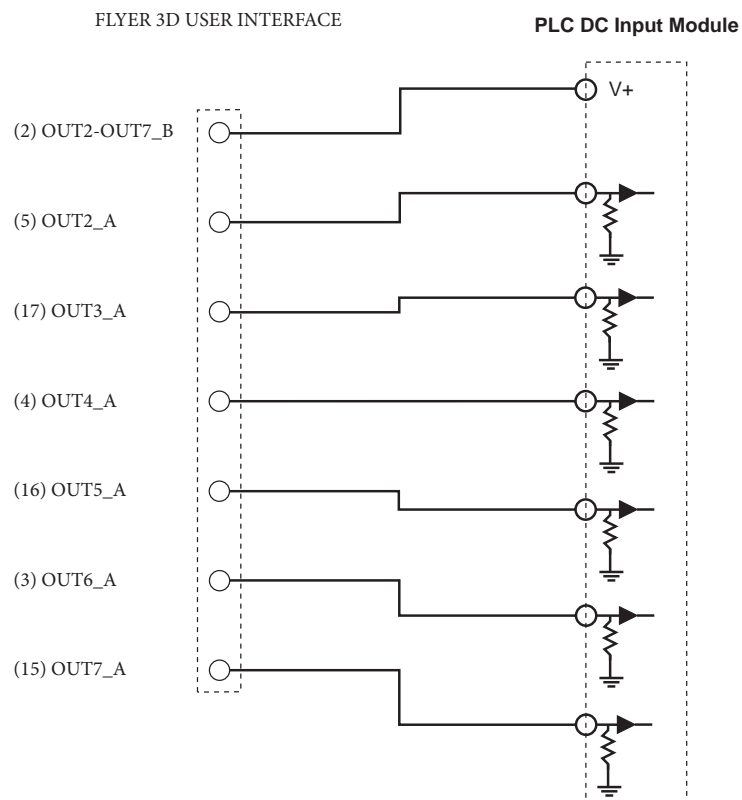 FLYER 3D USER INTERFACE
PLC DC Input Module
V+
(2) OUT2-OUT7_B
(5) OUT2_A
(17) OUT3_A
(4) OUT4_A
(16) OUT5_A
(3) OUT6_A
(15) OUT7_A